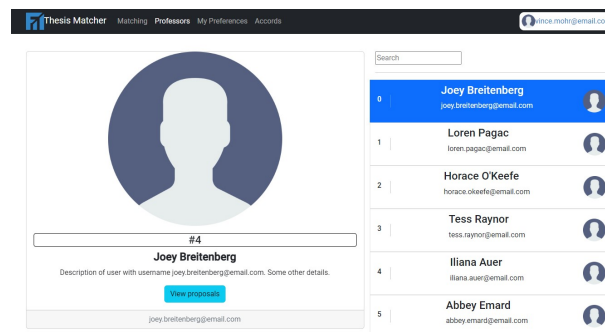 Thesis Matcher Matching Professors My Preferences Accords
vince.mohr@email.co
#4
Joey Breitenberg
Description of user with username joey.breitenberg@email.com. Some other details.
View proposals
joey.breitenberg@email.com
Search
0
Joey Breitenberg
joey.breitenberg@email.com
1
Loren Pagac
loren.pagac@email.com
2
Horace O'Keefe
horace.okeefe@email.com
3
Tess Raynor
tess.raynor@email.com
4
Iliana Auer
iliana.auer@email.com
5
Abbey Emard
abbey.emard@email.com